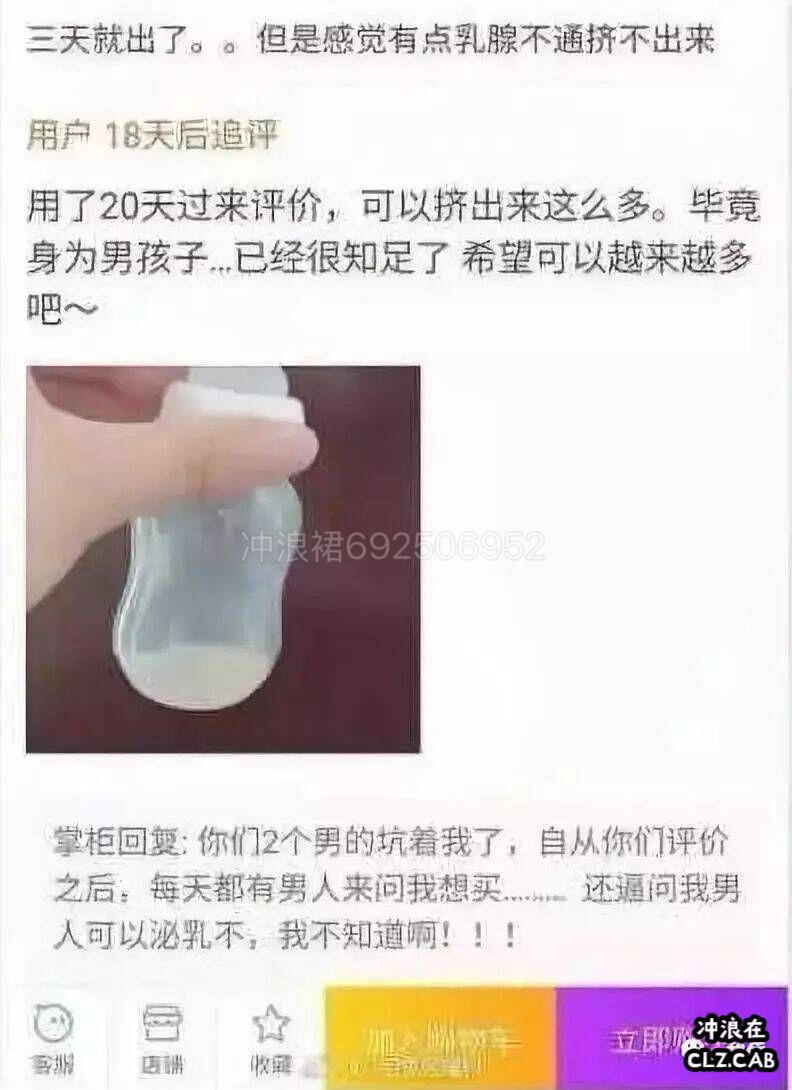 三天就出了。。但是感觉有点乳腺不通挤不出来
用户 18天后追评
用了20天过来评价，可以挤出来这么多。毕竟
身为男孩子...已经很知足了 希望可以越来越多
吧～
冲浪裙692506952
掌柜回复: 你们2个男的坑着我了，自从你们评价
之后，每天都有男人来问我想买......... 还逼问我男
人可以泌乳不，我不知道啊！！！
客服 店铺 收藏 加入购物车 立即
冲浪在
CLZ.CAB